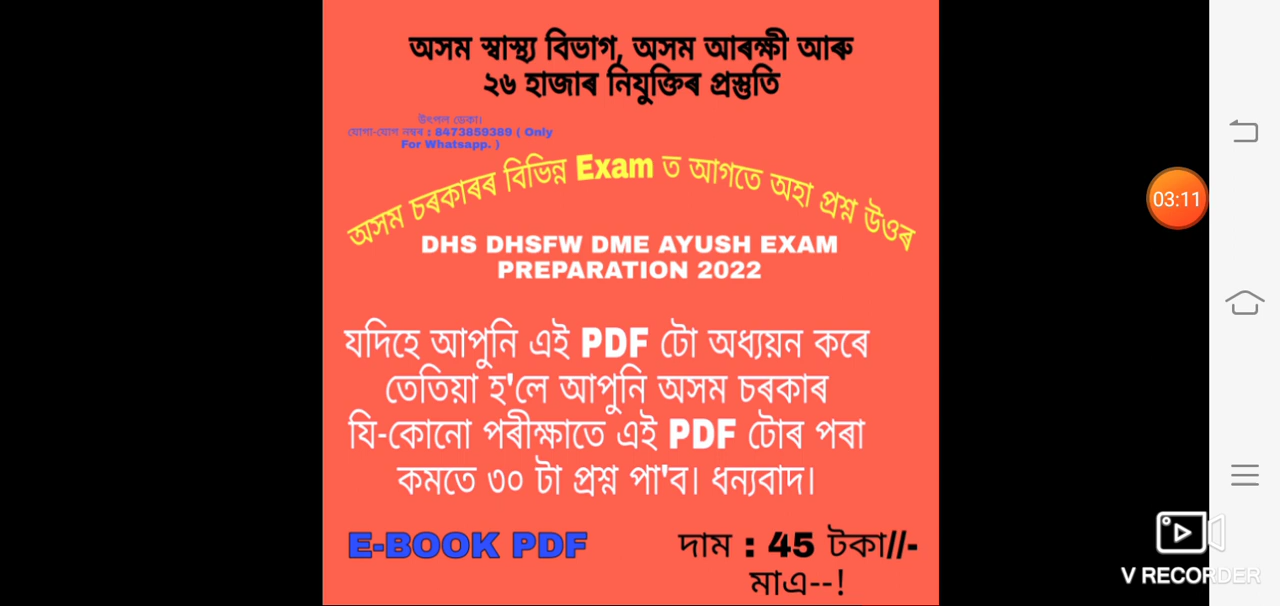 অসম স্বাস্থ্য বিভাগ, অসম আৰক্ষী আৰু
২৬ হাজাৰ নিযুক্তিৰ প্ৰস্তুতি
উৎপল ডেকা।
যোগা-যোগ নম্বৰ : 8473859389 ( Only
For Whatsapp. )
অসম চৰকাৰৰ বিভিন্ন Exam ত আগতে অহা প্ৰশ্ন উওৰ
DHS DHSFW DME AYUSH EXAM
PREPARATION 2022
যদিহে আপুনি এই PDF টো অধ্যয়ন কৰে
তেতিয়া হ'লে আপুনি অসম চৰকাৰ
যি-কোনো পৰীক্ষাতে এই PDF টোৰ পৰা
কমতে ৩০ টা প্ৰশ্ন পা'ব। ধন্যবাদ।
E-BOOK PDF
দাম : 45 টকা//-
মাএ--!
03:11
V RECORDER